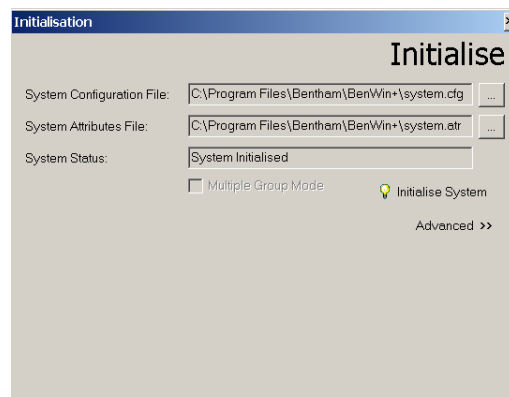 Initialisation
Initialise
System Configuration File: C:\Program Files\Bentham\BenWin+\system.cfg ...
System Attributes File: C:\Program Files\Bentham\BenWin+\system.atr ...
System Status: System Initialised
Multiple Group Mode Initialise System
Advanced >>